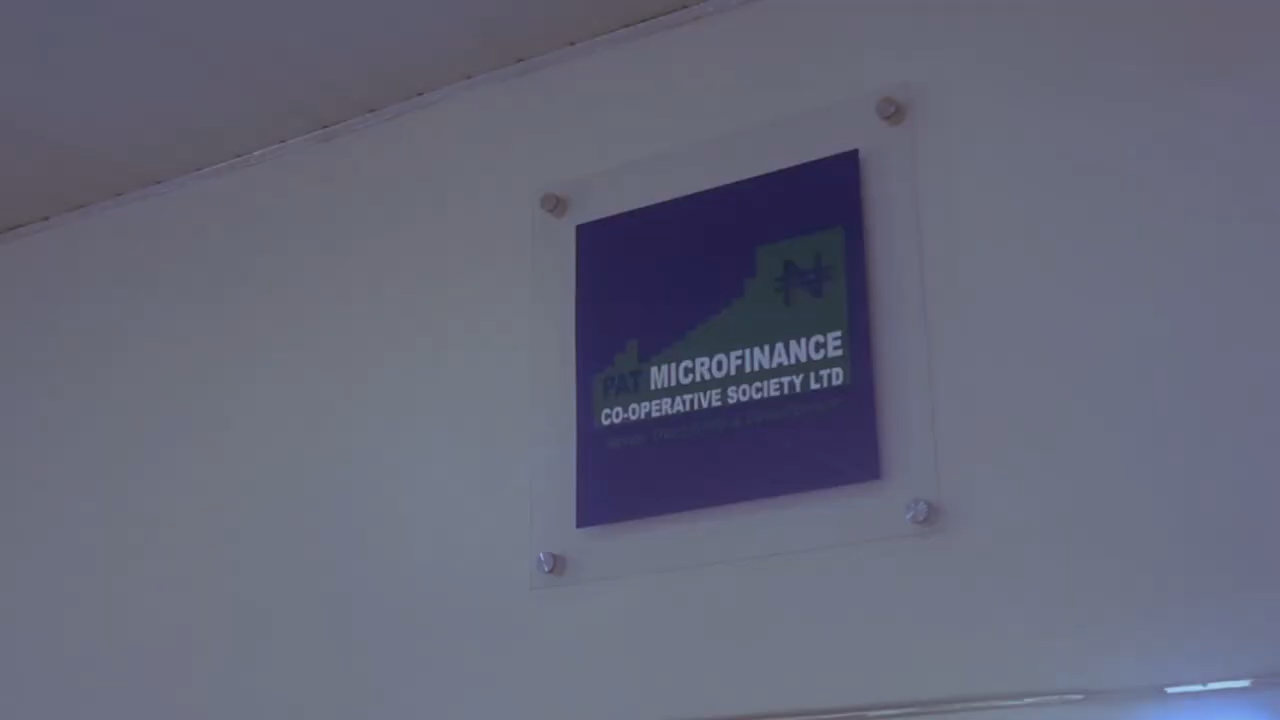 ₦
PAT MICROFINANCE
CO-OPERATIVE SOCIETY LTD